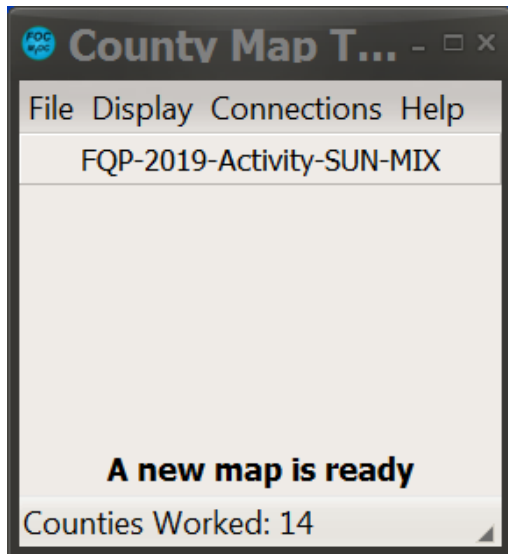 County Map T...
File Display Connections Help
FQP-2019-Activity-SUN-MIX
A new map is ready
Counties Worked: 14